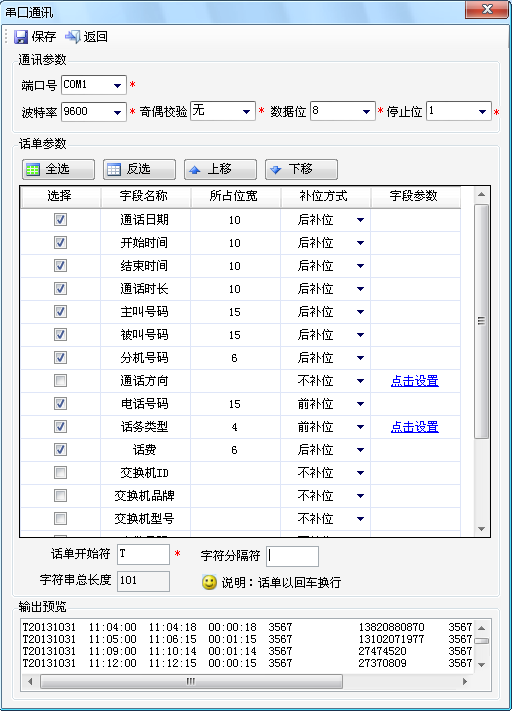 串口通讯
保存 返回
通讯参数
端口号 COM1 *
波特率 9600 * 奇偶校验 无 * 数据位 8 * 停止位 1 *
话单参数
全选 反选 上移 下移
选择 字段名称 所占位宽 补位方式 字段参数
通话日期 10 后补位
开始时间 10 后补位
结束时间 10 后补位
通话时长 10 后补位
主叫号码 15 后补位
被叫号码 15 后补位
分机号码 6 后补位
通话方向 不补位 点击设置
电话号码 15 前补位
话务类型 4 前补位 点击设置
话费 6 后补位
交换机ID 不补位
交换机品牌 不补位
交换机型号 不补位
话单开始符 T * 字符分隔符
字符串总长度 101 说明：话单以回车换行
输出预览
T20131031 11:04:00 11:04:18 00:00:18 3567 13820880870 3567
T20131031 11:05:00 11:06:15 00:01:15 3567 13102071977 3567
T20131031 11:09:00 11:10:14 00:01:14 3567 27474520 3567
T20131031 11:12:00 11:12:15 00:00:15 3567 27370809 3567